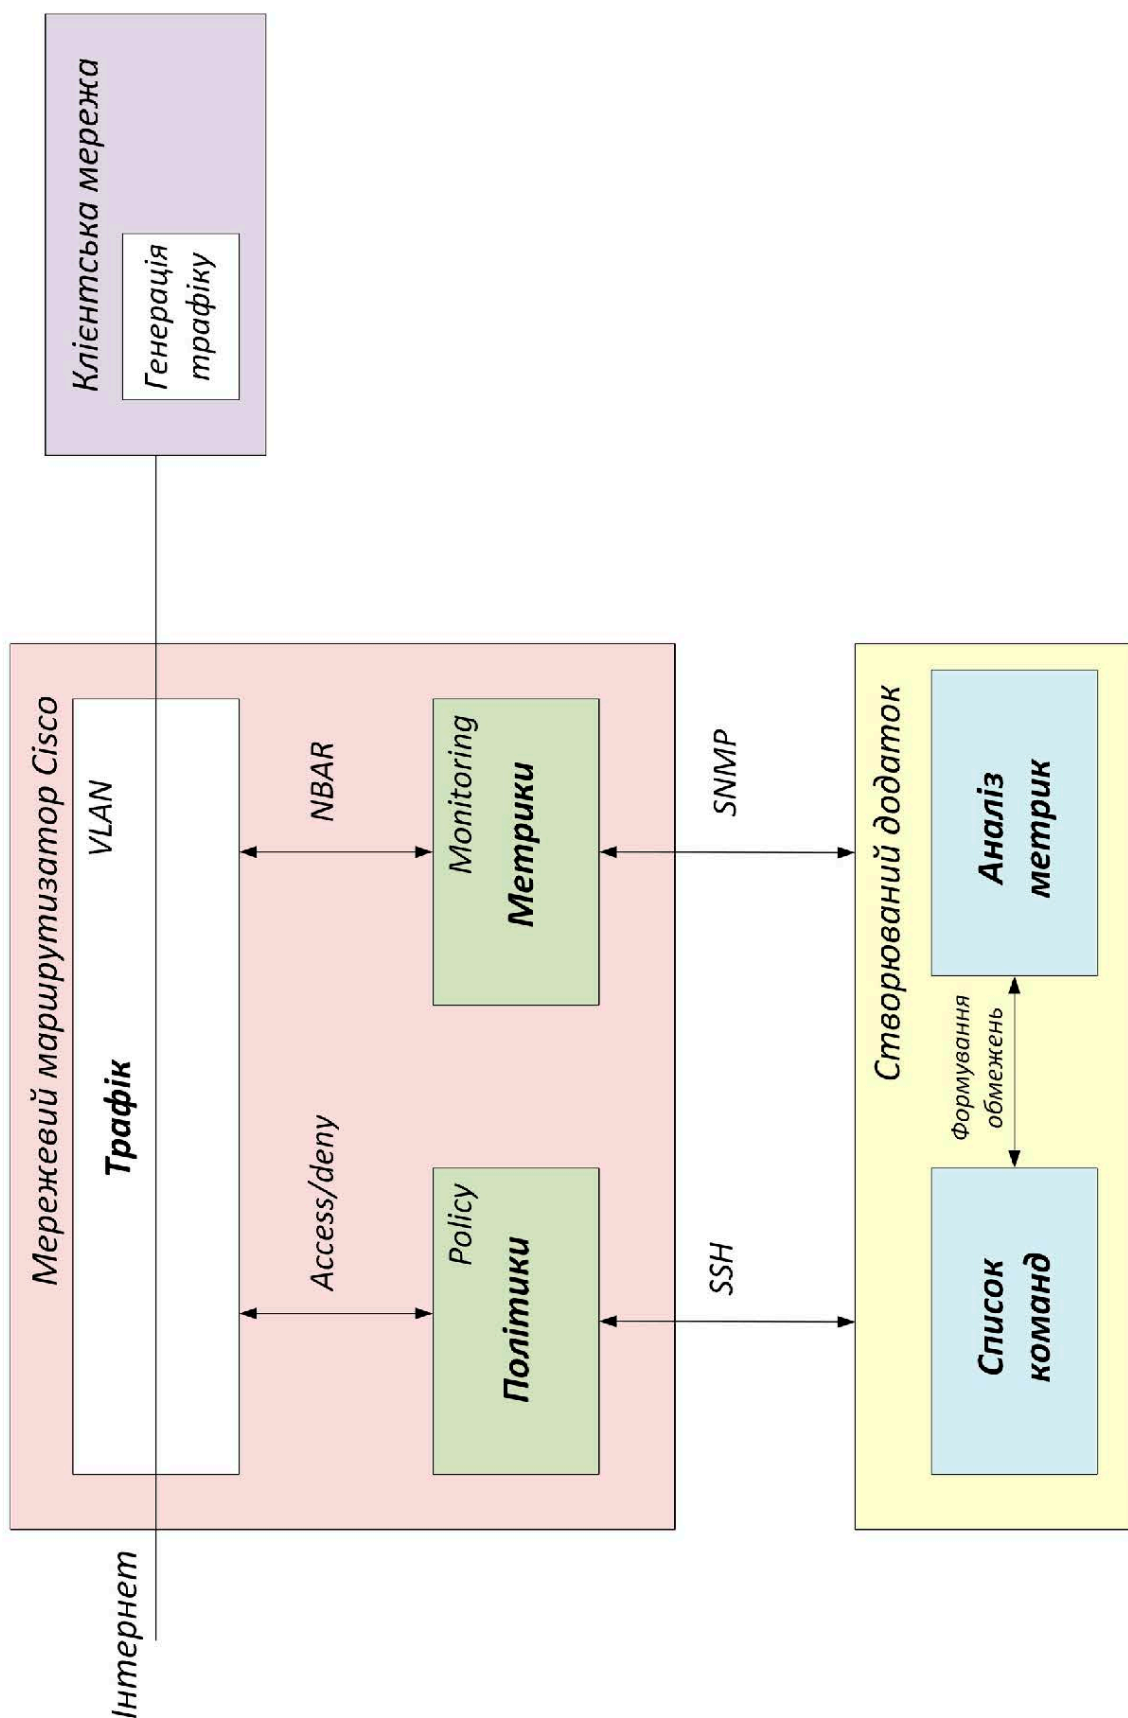 Інтернет
Мережевий маршрутизатор Cisco
VLAN
Трафік
Access/deny
NBAR
Policy
Політики
Monitoring
Метрики
Клієнтська мережа
Генерація
трафіку
SSH
SNMP
Створюваний додаток
Список
команд
Формування
обмежень
Аналіз
метрик